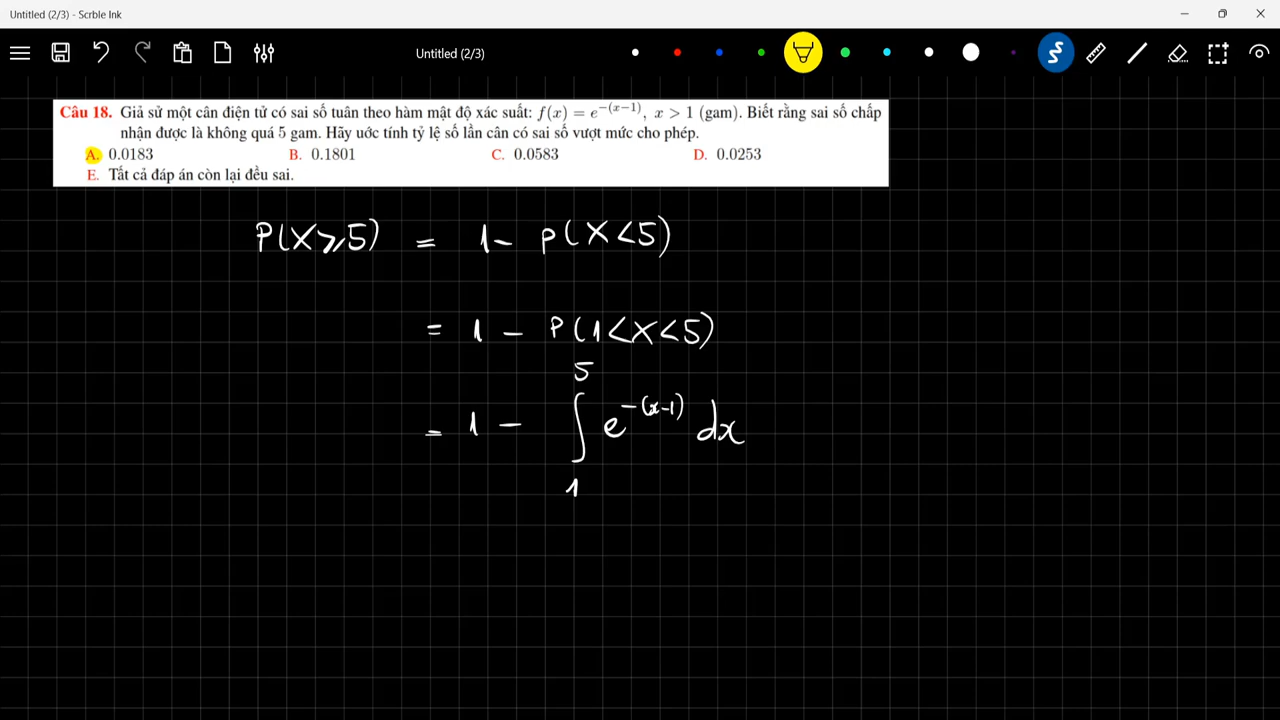 Untitled (2/3) - Scrble Ink
Untitled (2/3)
Câu 18. Giả sử một cân điện tử có sai số tuân theo hàm mật độ xác suất: f(x) = e^{-(x-1)}, x > 1 (gam). Biết rằng sai số chấp
nhận được là không quá 5 gam. Hãy ước tính tỷ lệ số lần cân có sai số vượt mức cho phép.
A. 0.0183 B. 0.1801 C. 0.0583 D. 0.0253
E. Tất cả đáp án còn lại đều sai.
P(X≥5) = 1 - P(X<5)
= 1 - P(1<X<5)
= 1 - ∫_1^5 e^{-(x-1)} dx